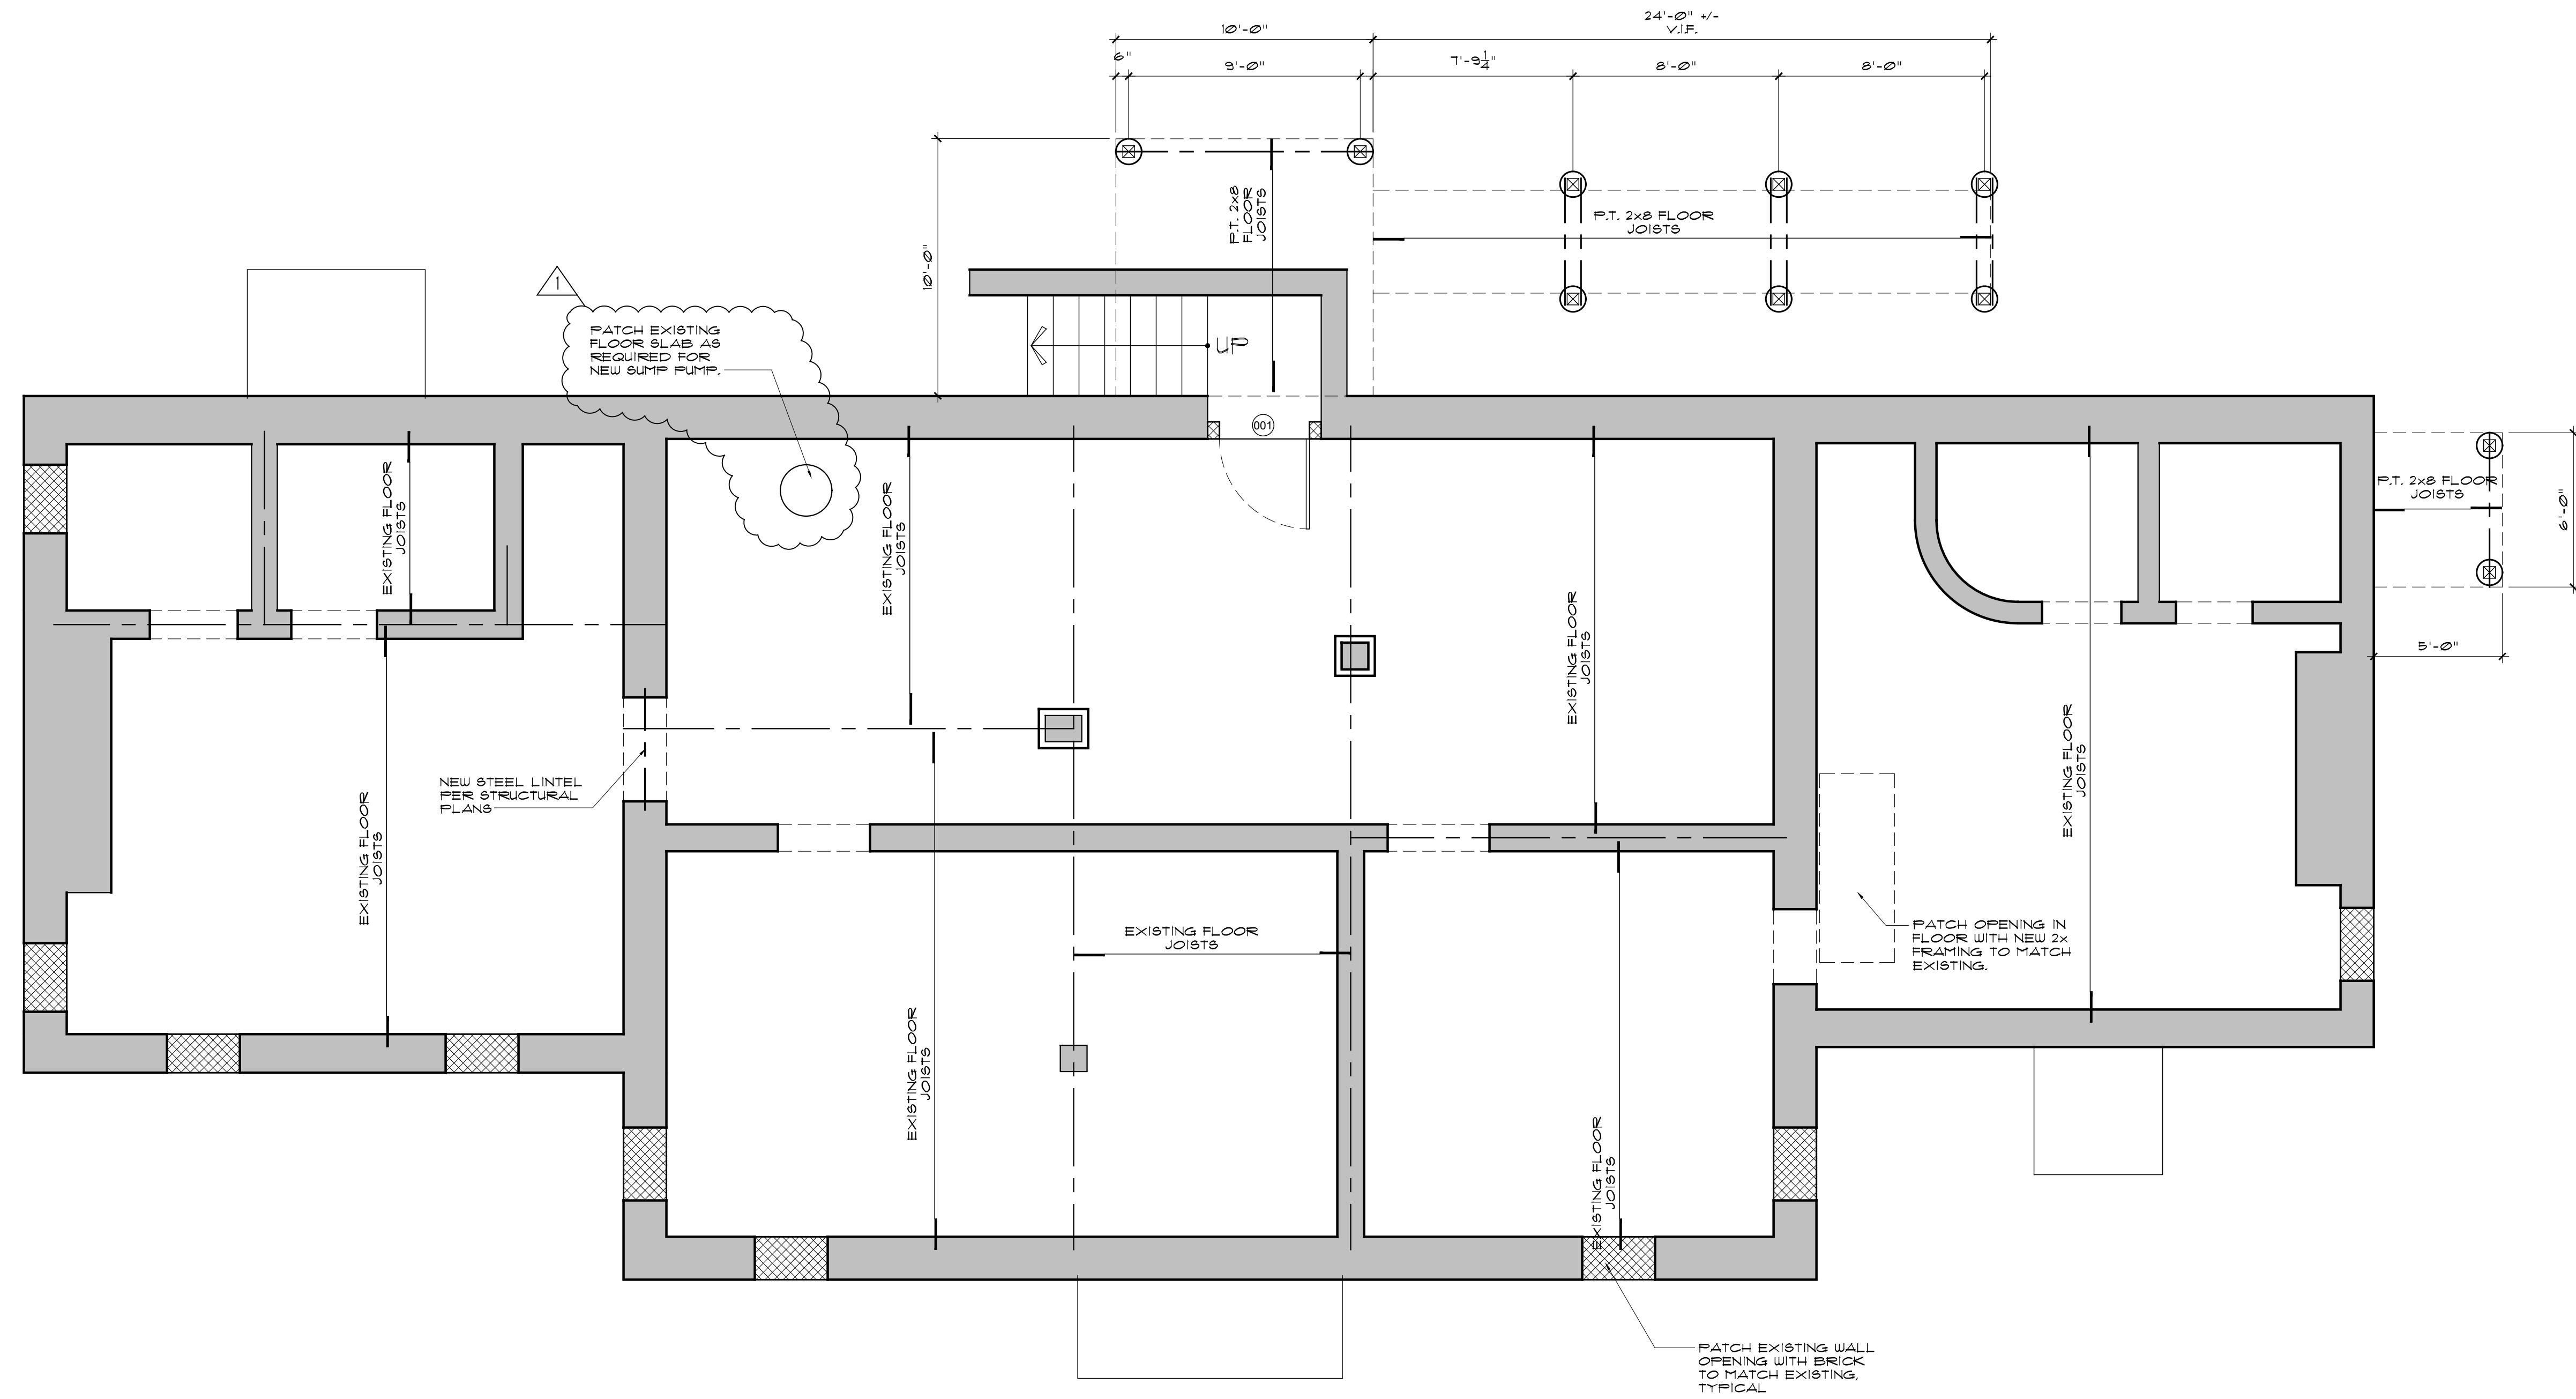 24'-0" +/-
V.I.F.
10'-0"
6"
9'-0"
7'-9 1/4"
8'-0"
8'-0"
P.T. 2x8
FLOOR
JOISTS
P.T. 2x8 FLOOR
JOISTS
10'-0"
1
PATCH EXISTING
FLOOR SLAB AS
REQUIRED FOR
NEW SUMP PUMP.
UP
001
EXISTING FLOOR
JOISTS
EXISTING FLOOR
JOISTS
P.T. 2x8 FLOOR
JOISTS
6'-0"
5'-0"
EXISTING FLOOR
JOISTS
EXISTING FLOOR
JOISTS
NEW STEEL LINTEL
PER STRUCTURAL
PLANS
EXISTING FLOOR
JOISTS
EXISTING FLOOR
JOISTS
PATCH OPENING IN
FLOOR WITH NEW 2x
FRAMING TO MATCH
EXISTING.
EXISTING FLOOR
JOISTS
EXISTING FLOOR
JOISTS
PATCH EXISTING WALL
OPENING WITH BRICK
TO MATCH EXISTING,
TYPICAL